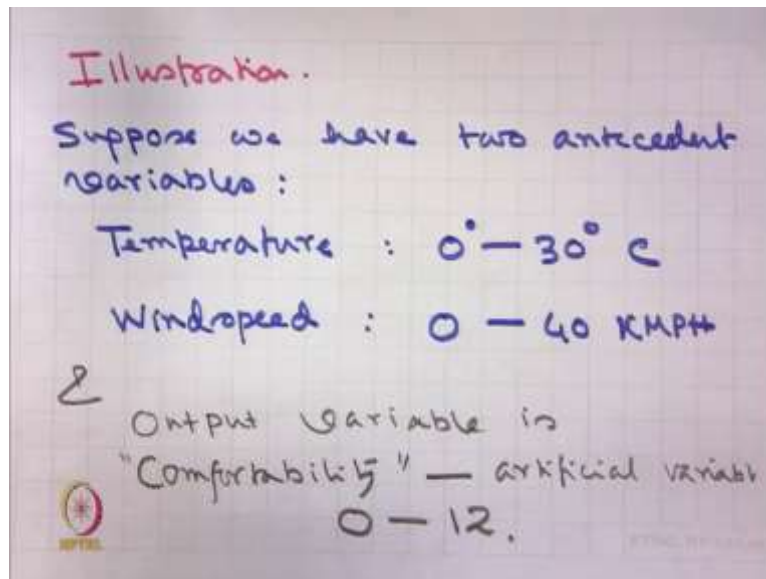 Illustration.
Suppose we have two antecedent
variables :
Temperature : 0° — 30° C
Windspeed : 0 — 40 KMPH
&
Output variable is
"Comfortability" — artificial variabl
0 — 12.
NPTEL